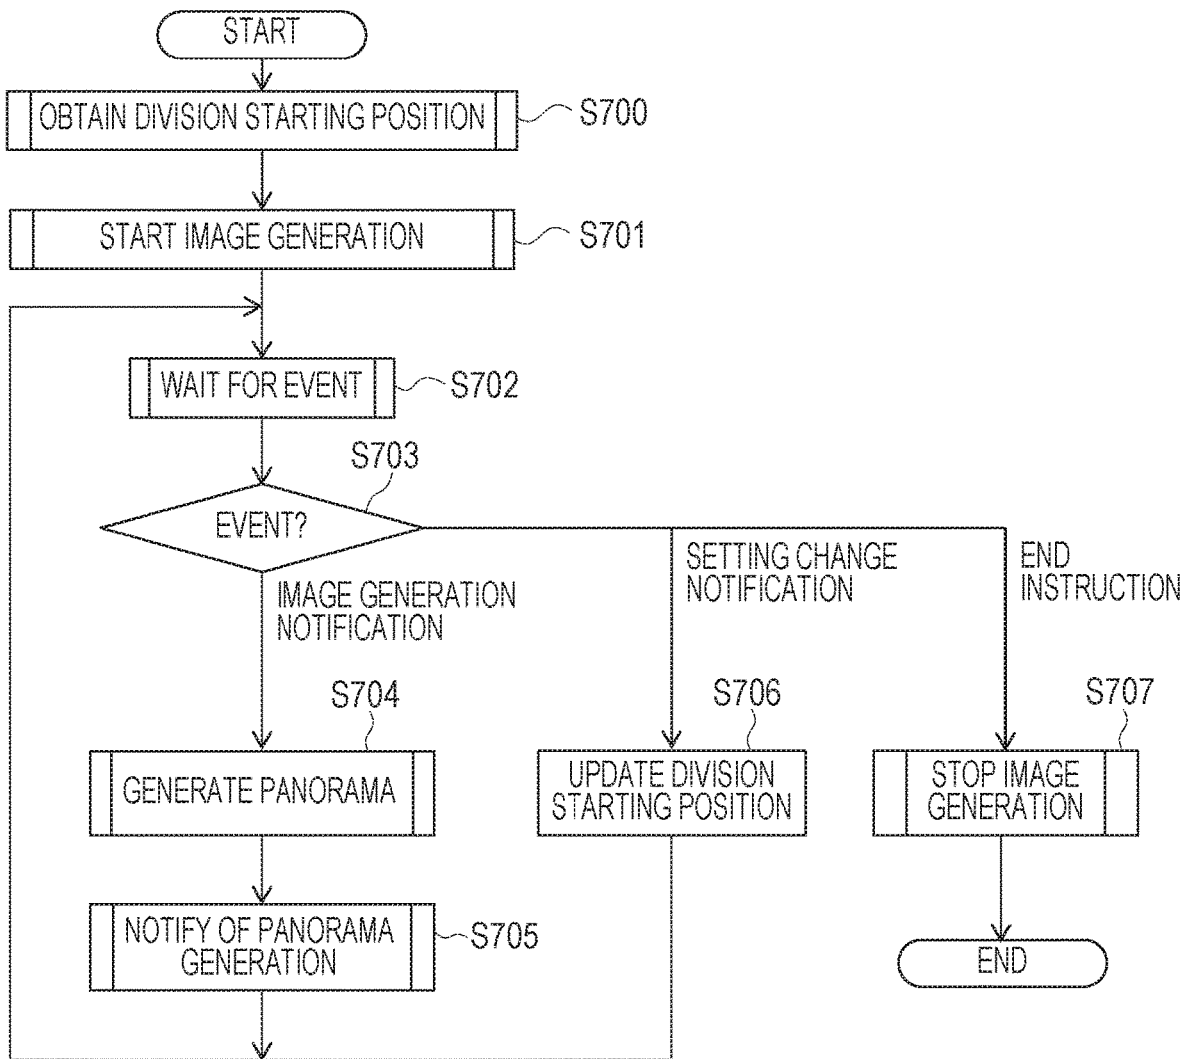 START
OBTAIN DIVISION STARTING POSITION
S700
START IMAGE GENERATION
S701
WAIT FOR EVENT
S702
S703
EVENT?
IMAGE GENERATION
NOTIFICATION
SETTING CHANGE
NOTIFICATION
END
INSTRUCTION
S704
GENERATE PANORAMA
S706
UPDATE DIVISION
STARTING POSITION
S707
STOP IMAGE
GENERATION
NOTIFY OF PANORAMA
GENERATION
S705
END